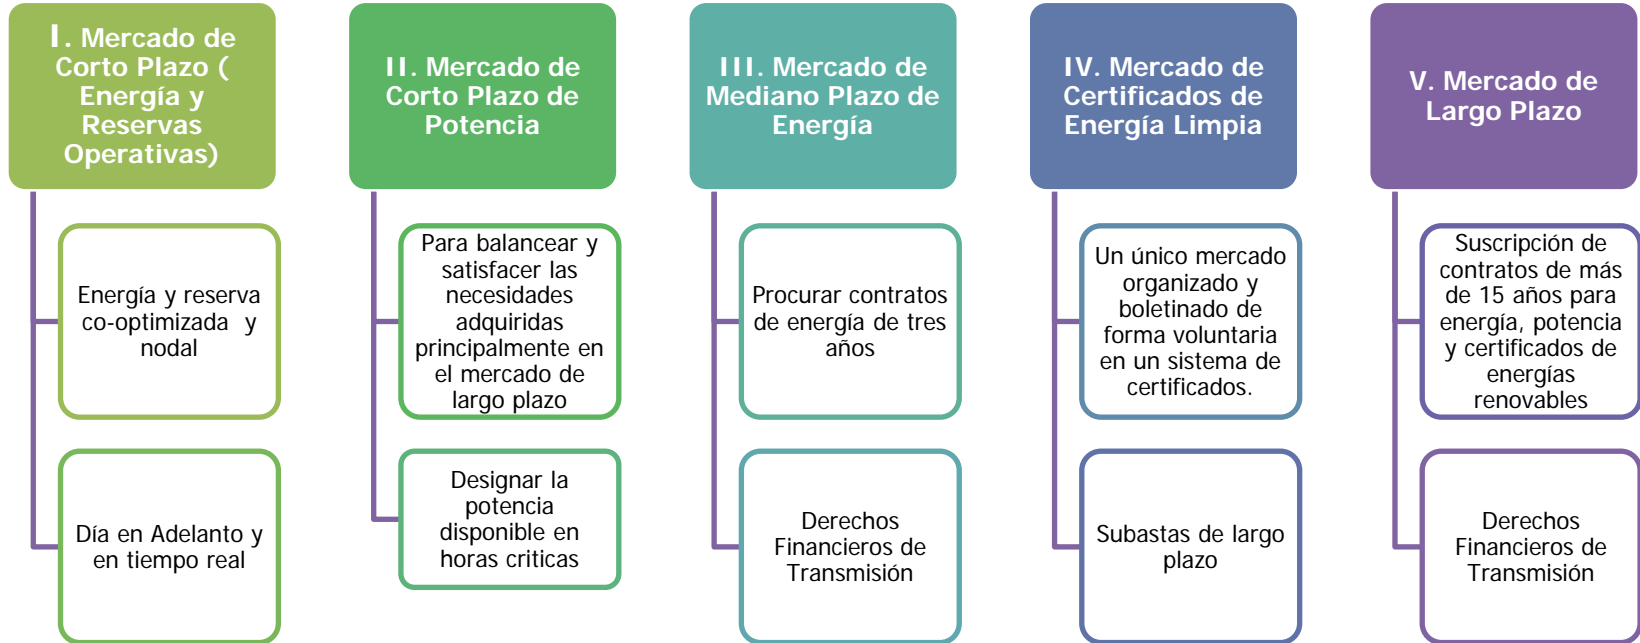 I. Mercado de
Corto Plazo (
Energía y
Reservas
Operativas)
Energía y reserva
co-optimizada y
nodal
Día en Adelanto y
en tiempo real
II. Mercado de
Corto Plazo de
Potencia
Para balancear y
satisfacer las
necesidades
adquiridas
principalmente en
el mercado de
largo plazo
Designar la
potencia
disponible en
horas criticas
III. Mercado de
Mediano Plazo de
Energía
Procurar contratos
de energía de tres
años
Derechos
Financieros de
Transmisión
IV. Mercado de
Certificados de
Energía Limpia
Un único mercado
organizado y
boletinado de
forma voluntaria
en un sistema de
certificados.
Subastas de largo
plazo
V. Mercado de
Largo Plazo
Suscripción de
contratos de más
de 15 años para
energía, potencia
y certificados de
energías
renovables
Derechos
Financieros de
Transmisión